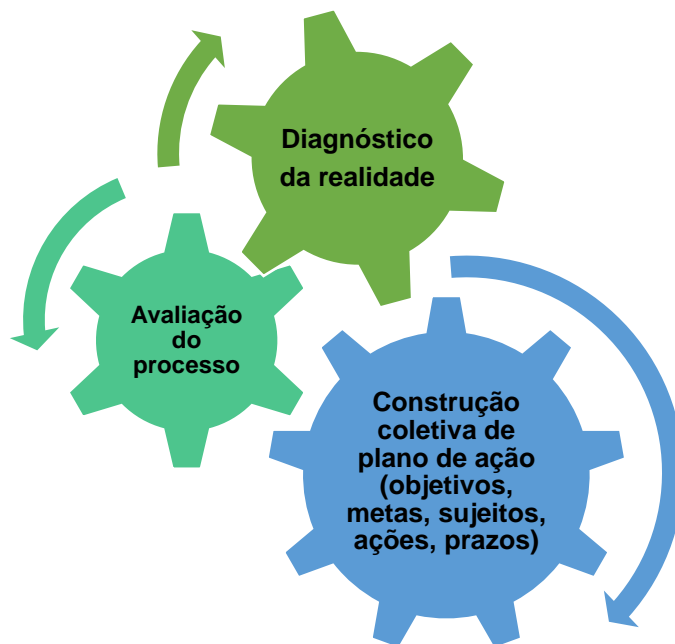 Diagnóstico
da realidade
Avaliação
do
processo
Construção
coletiva de
plano de ação
(objetivos,
metas, sujeitos,
ações, prazos)